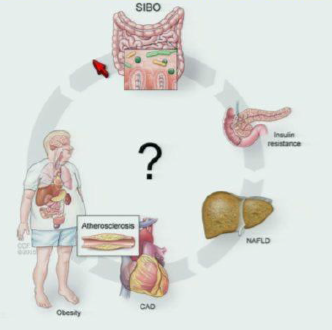 SIBO
Insulin
resistance
?
Atherosclerosis
NAFLD
CAD
Obesity